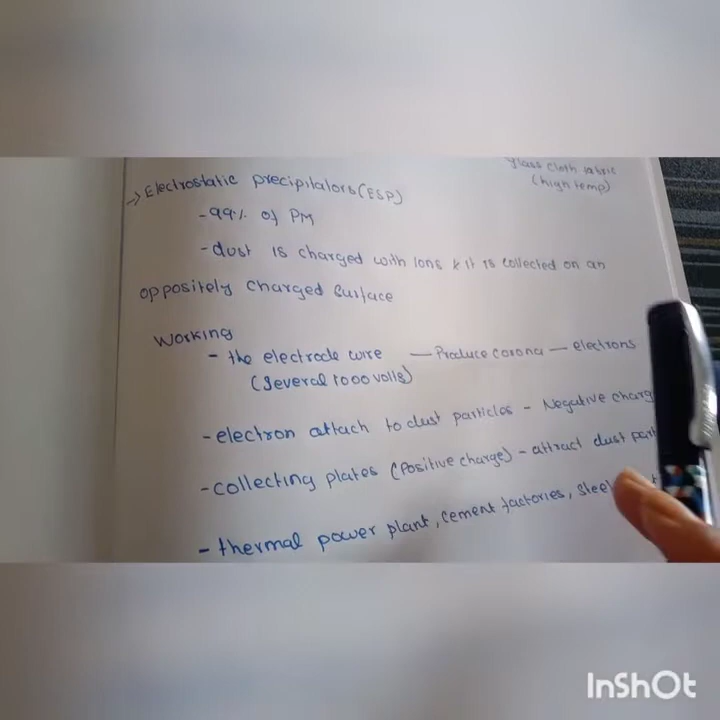 glass cloth fabric
(high temp)
→ Electrostatic precipitators (ESP)
- 99% of PM
- dust is charged with ions & it is collected on an
oppositely charged surface
Working
- the electrode wire — Produce corona — electrons
(several 1000 volts)
- electron attach to dust particles - Negative charg
- collecting plates (positive charge) - attract dust part
- thermal power plant, cement factories, steel
InShOt